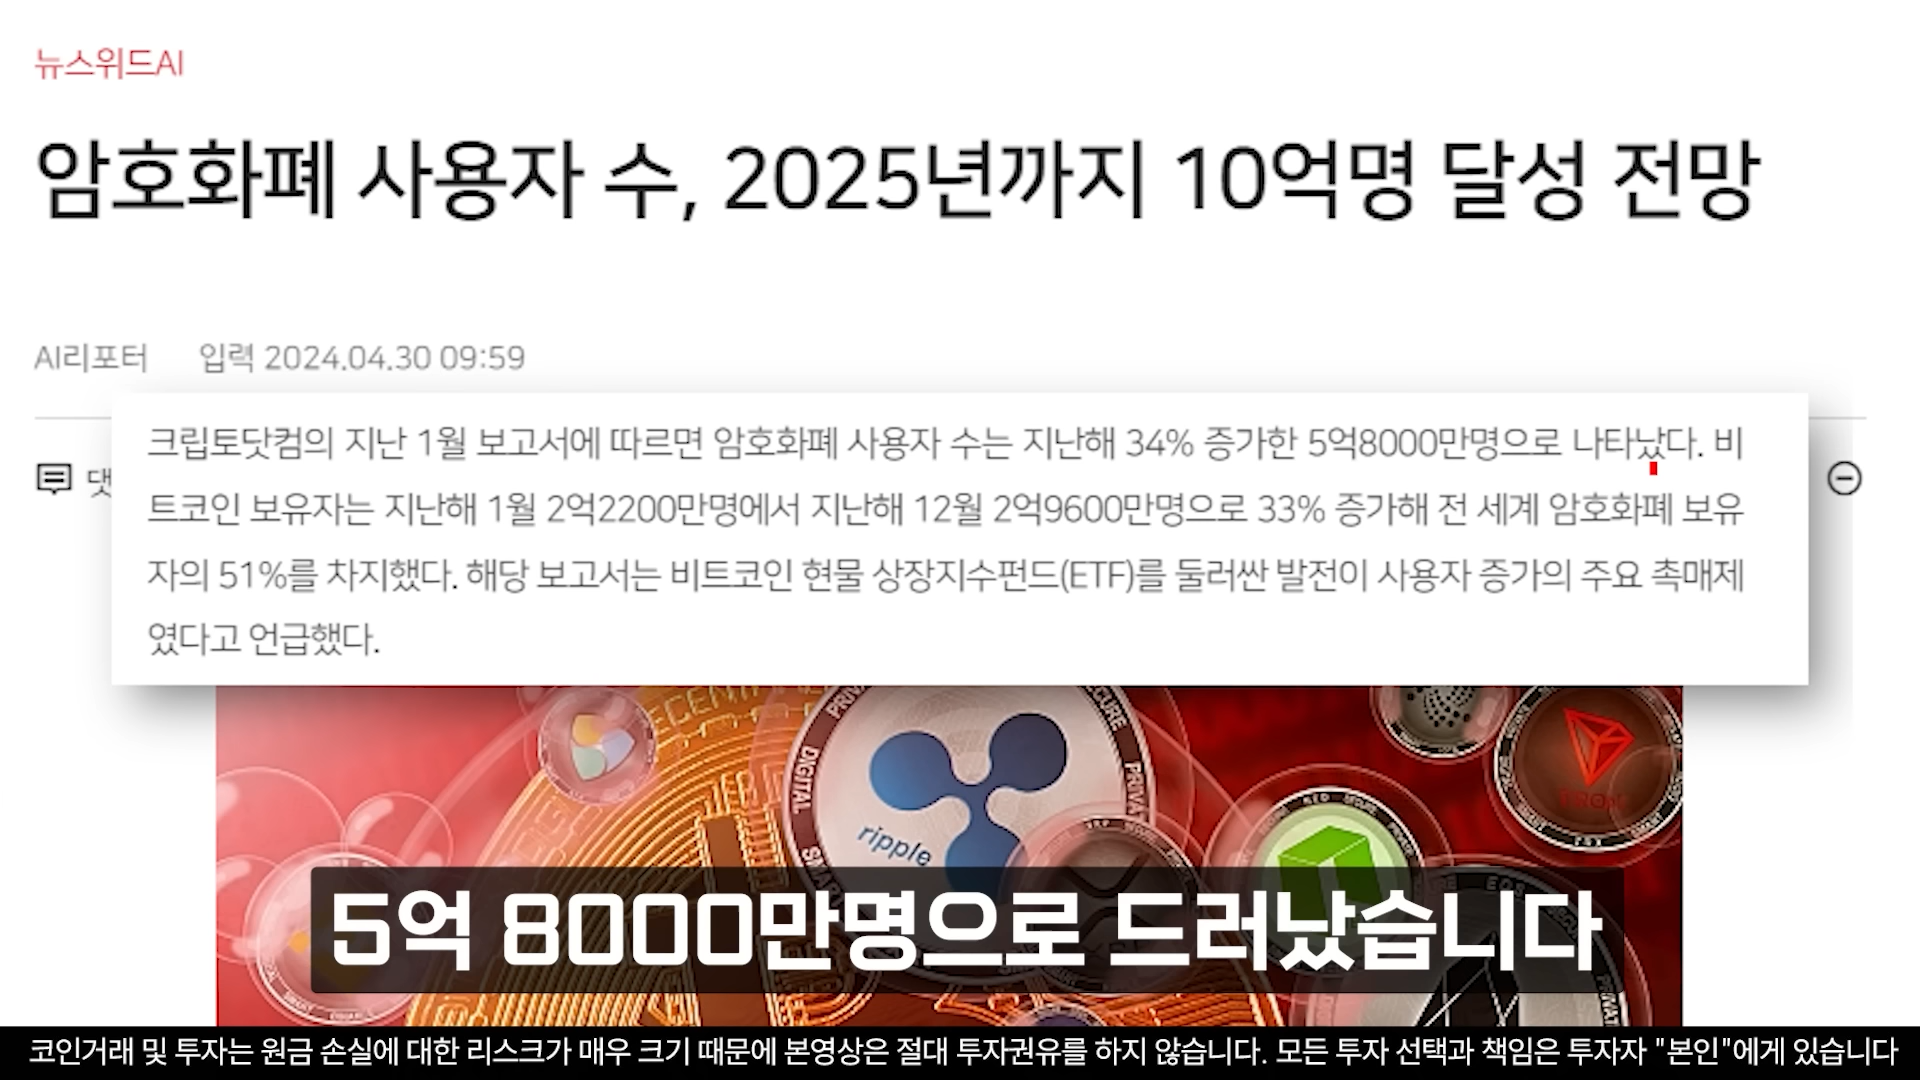 뉴스위드AI
암호화폐 사용자 수, 2025년까지 10억명 달성 전망
AI리포터 입력 2024.04.30 09:59
댓
크립토닷컴의 지난 1월 보고서에 따르면 암호화폐 사용자 수는 지난해 34% 증가한 5억8000만명으로 나타났다. 비
트코인 보유자는 지난해 1월 2억2200만명에서 지난해 12월 2억9600만명으로 33% 증가해 전 세계 암호화폐 보유
자의 51%를 차지했다. 해당 보고서는 비트코인 현물 상장지수펀드(ETF)를 둘러싼 발전이 사용자 증가의 주요 촉매제
였다고 언급했다.
DIGITAL
ripple
5억 8000만명으로 드러났습니다
코인거래 및 투자는 원금 손실에 대한 리스크가 매우 크기 때문에 본영상은 절대 투자권유를 하지 않습니다. 모든 투자 선택과 책임은 투자자 "본인"에게 있습니다